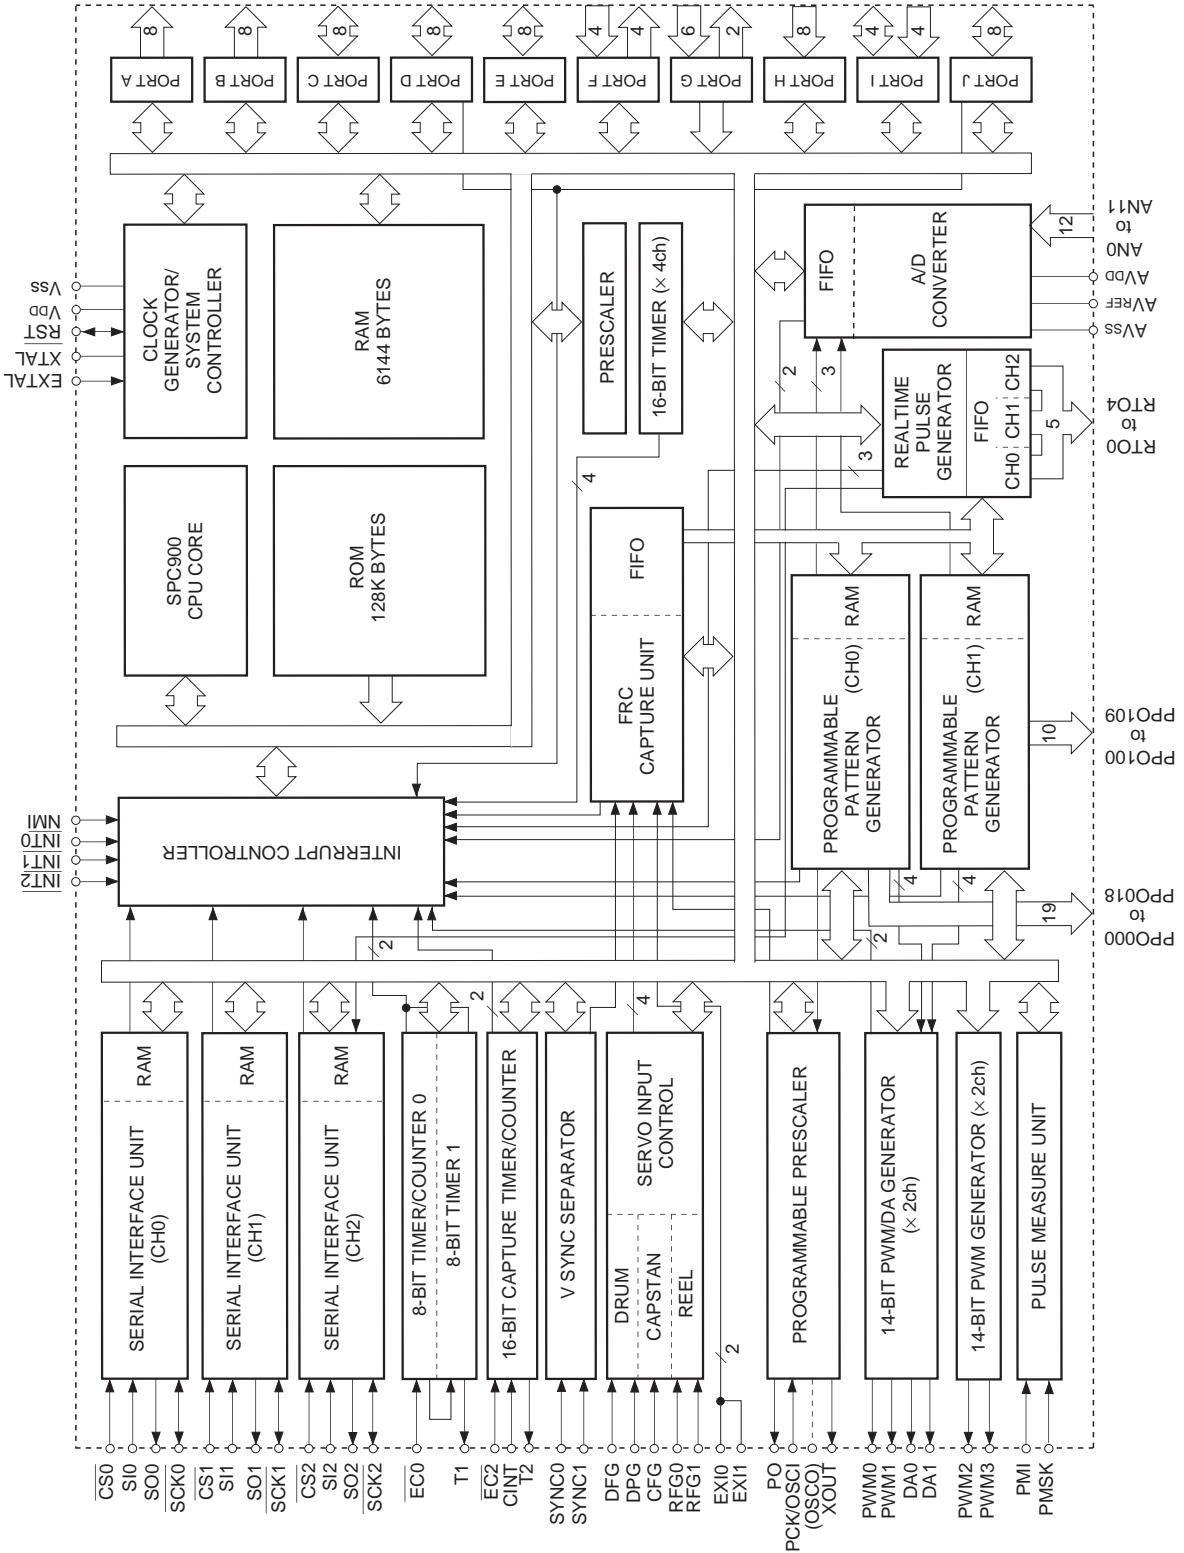 8
8
8
8
8
4
4
6
2
8
4
4
8
PORT A
PORT B
PORT C
PORT D
PORT E
PORT F
PORT G
PORT H
PORT I
PORT J
Vss
VDD
RST
XTAL
EXTAL
CLOCK
GENERATOR/
SYSTEM
CONTROLLER
RAM
6144 BYTES
PRESCALER
16-BIT TIMER (× 4ch)
FIFO
A/D
CONVERTER
12
AN0
to
AN11
AVDD
AVREF
AVss
SPC900
CPU CORE
ROM
128K BYTES
4
2
3
3
REALTIME
PULSE
GENERATOR
FIFO
CH0
CH1
CH2
5
RTO0
to
RTO4
FRC
CAPTURE UNIT
FIFO
NMI
INT0
INT1
INT2
INTERRUPT CONTROLLER
PROGRAMMABLE
PATTERN
GENERATOR
(CH0)
RAM
PROGRAMMABLE
PATTERN
GENERATOR
(CH1)
RAM
10
PPO100
to
PPO109
19
PPO000
to
PPO018
4
4
2
2
2
4
SERIAL INTERFACE UNIT
(CH0)
RAM
SERIAL INTERFACE UNIT
(CH1)
RAM
SERIAL INTERFACE UNIT
(CH2)
RAM
8-BIT TIMER/COUNTER 0
8-BIT TIMER 1
16-BIT CAPTURE TIMER/COUNTER
V SYNC SEPARATOR
SERVO INPUT
CONTROL
DRUM
CAPSTAN
REEL
2
PROGRAMMABLE PRESCALER
14-BIT PWM/DA GENERATOR
(× 2ch)
14-BIT PWM GENERATOR (× 2ch)
PULSE MEASURE UNIT
CS0
SI0
SO0
SCK0
CS1
SI1
SO1
SCK1
CS2
SI2
SO2
SCK2
EC0
T1
EC2
CINT
T2
SYNC0
SYNC1
DFG
DPG
CFG
RFG0
RFG1
EXI0
EXI1
PO
PCK/OSCI
(OSCO)
XOUT
PWM0
PWM1
DA0
DA1
PWM2
PWM3
PMI
PMSK